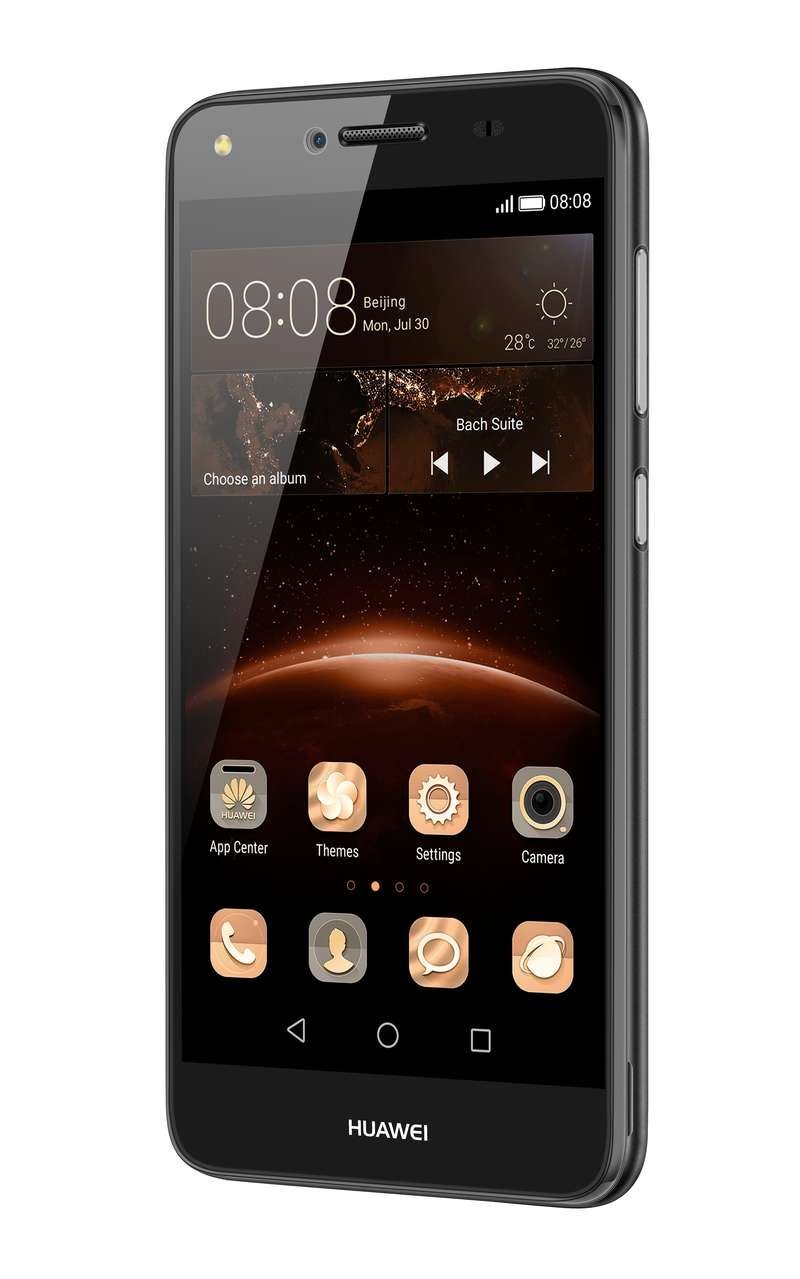 08:08
08:08
Beijing
Mon, Jul 30
28°c 32°/26°
Choose an album
Bach Suite
HUAWEI
App Center
Themes
Settings
Camera
HUAWEI